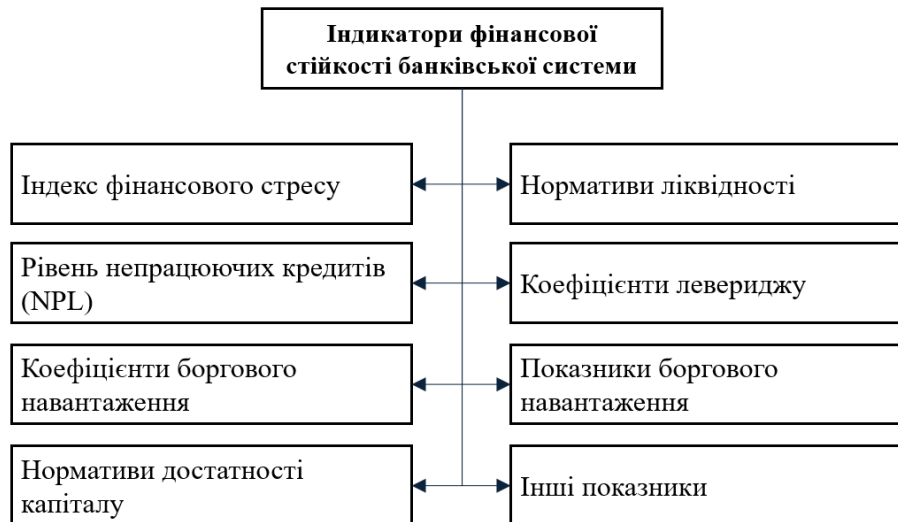 Індикатори фінансової
стійкості банківської системи
Індекс фінансового стресу
Нормативи ліквідності
Рівень непрацюючих кредитів
(NPL)
Коефіцієнти левериджу
Коефіцієнти боргового
навантаження
Показники боргового
навантаження
Нормативи достатності
капіталу
Інші показники